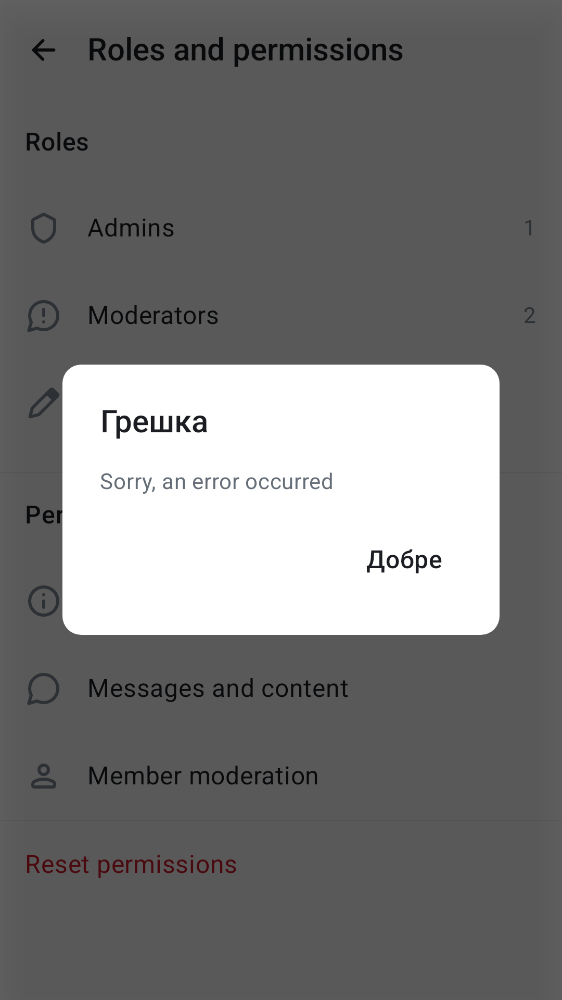 Roles and permissions
Roles
Admins 1
Moderators 2
Грешка
Sorry, an error occurred
Добре
Messages and content
Member moderation
Reset permissions